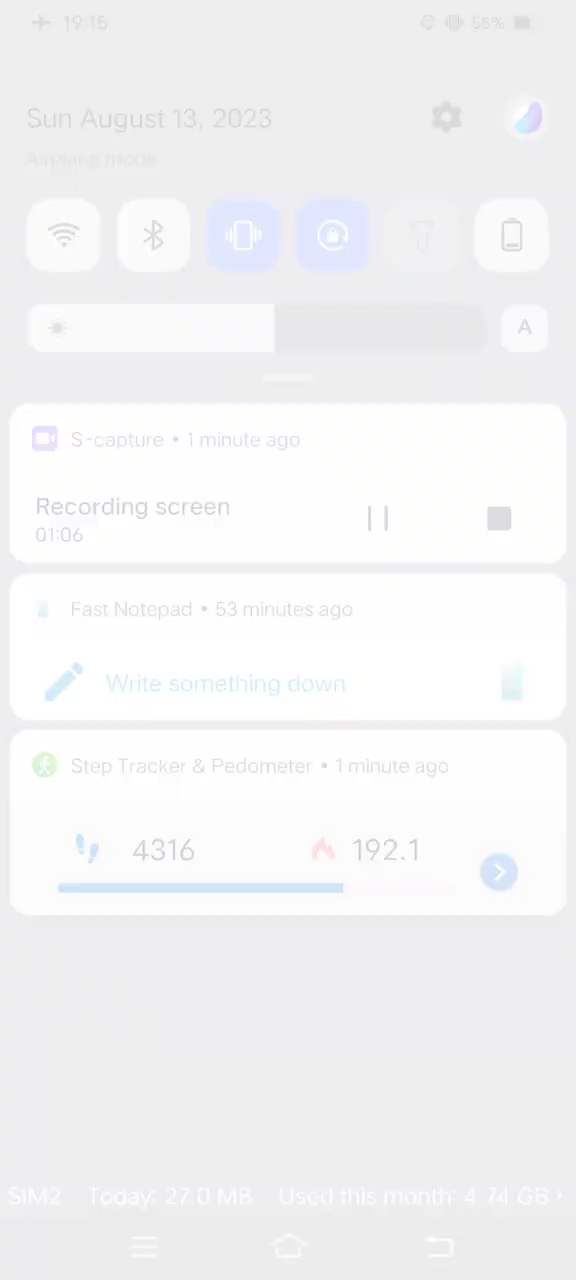 19:15
58%
Sun August 13, 2023
Airplane mode
A
S-capture • 1 minute ago
Recording screen
01:06
Fast Notepad • 53 minutes ago
Write something down
Step Tracker & Pedometer • 1 minute ago
4316 192.1
SIM2 Today: 27.0 MB Used this month: 4.74 GB ›